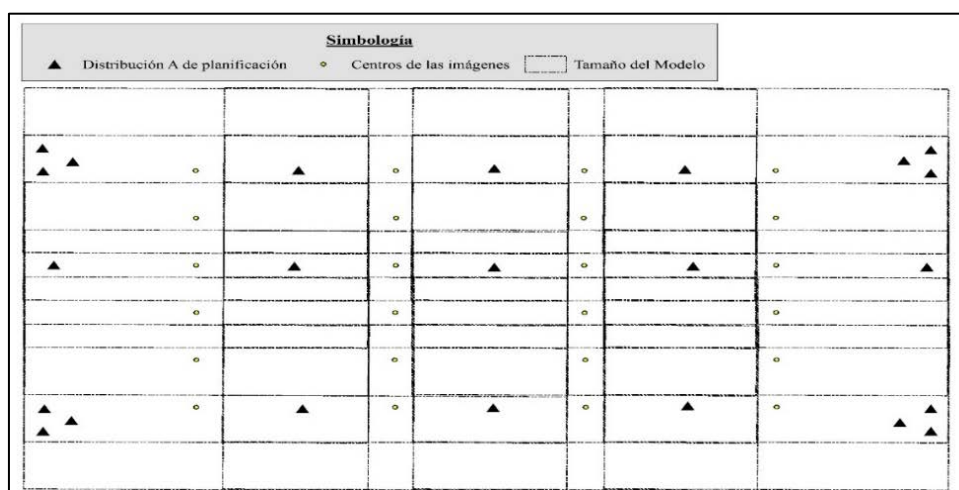 Simbología
Distribución A de planificación Centros de las imágenes Tamaño del Modelo